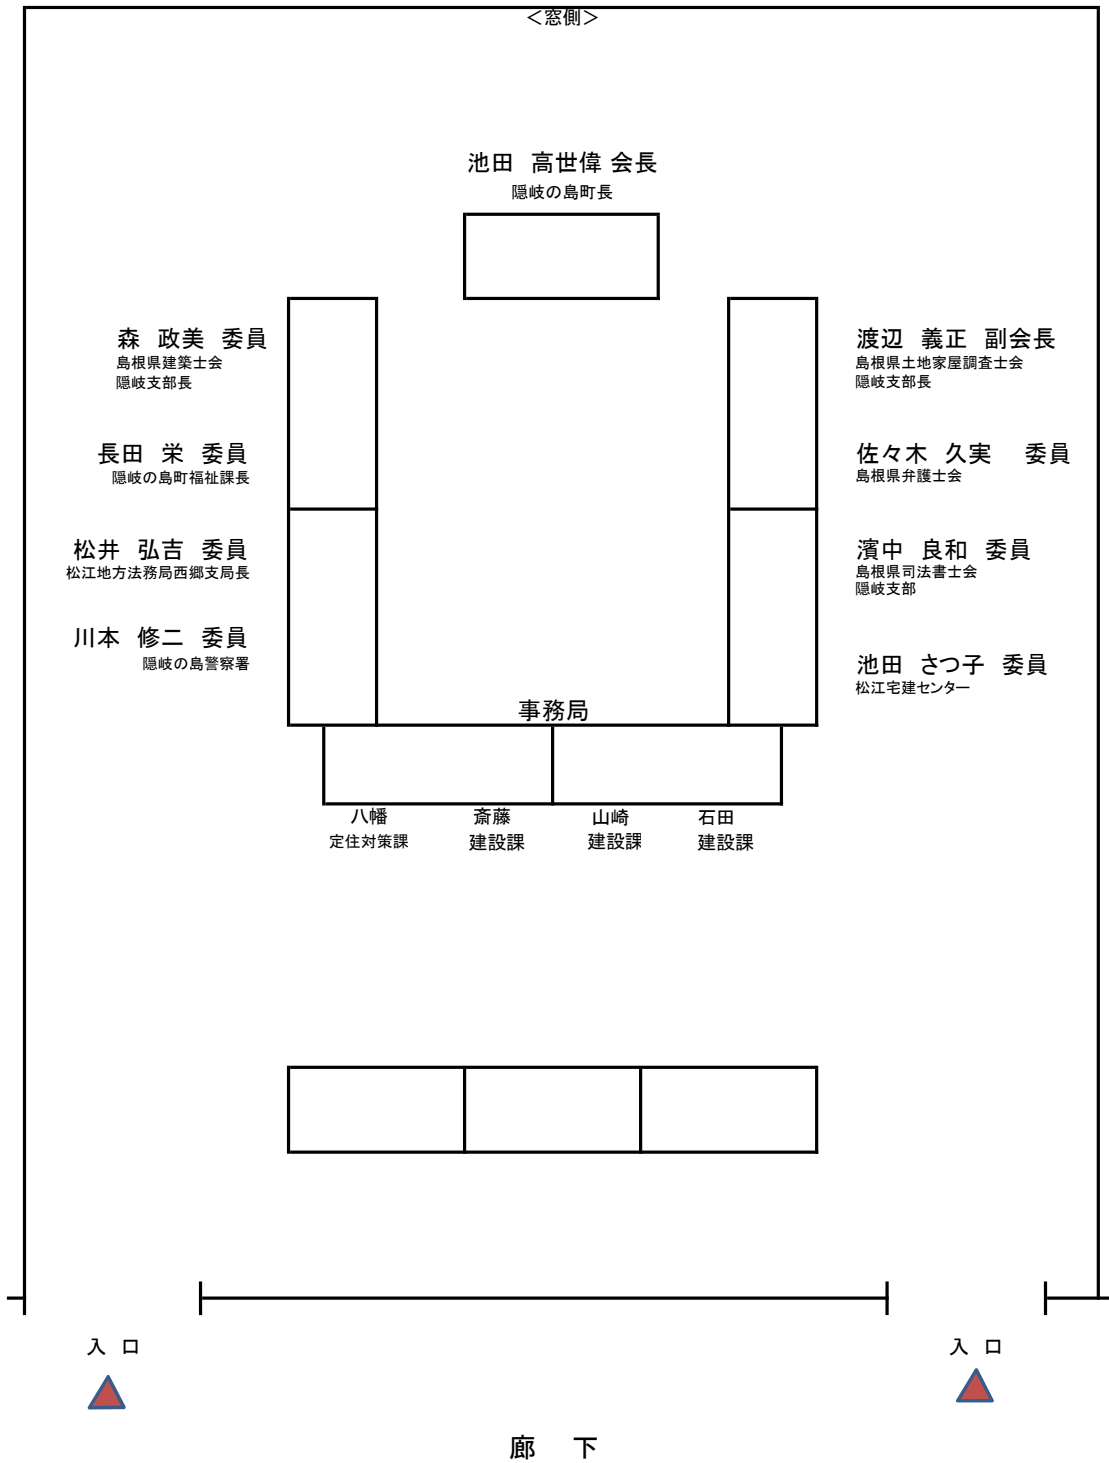 ＜窓側＞
池田　高世偉 会長
隠岐の島町長
森　政美　委員
島根県建築士会
隠岐支部長
長田　栄　委員
隠岐の島町福祉課長
松井　弘吉　委員
松江地方法務局西郷支局長
川本　修二　委員
隠岐の島警察署
渡辺　義正　副会長
島根県土地家屋調査士会
隠岐支部長
佐々木　久実　委員
島根県弁護士会
濱中　良和　委員
島根県司法書士会
隠岐支部
池田　さつ子　委員
松江宅建センター
事務局
八幡　斎藤　山崎　石田
定住対策課　建設課　建設課　建設課
入　口　入　口
廊　下